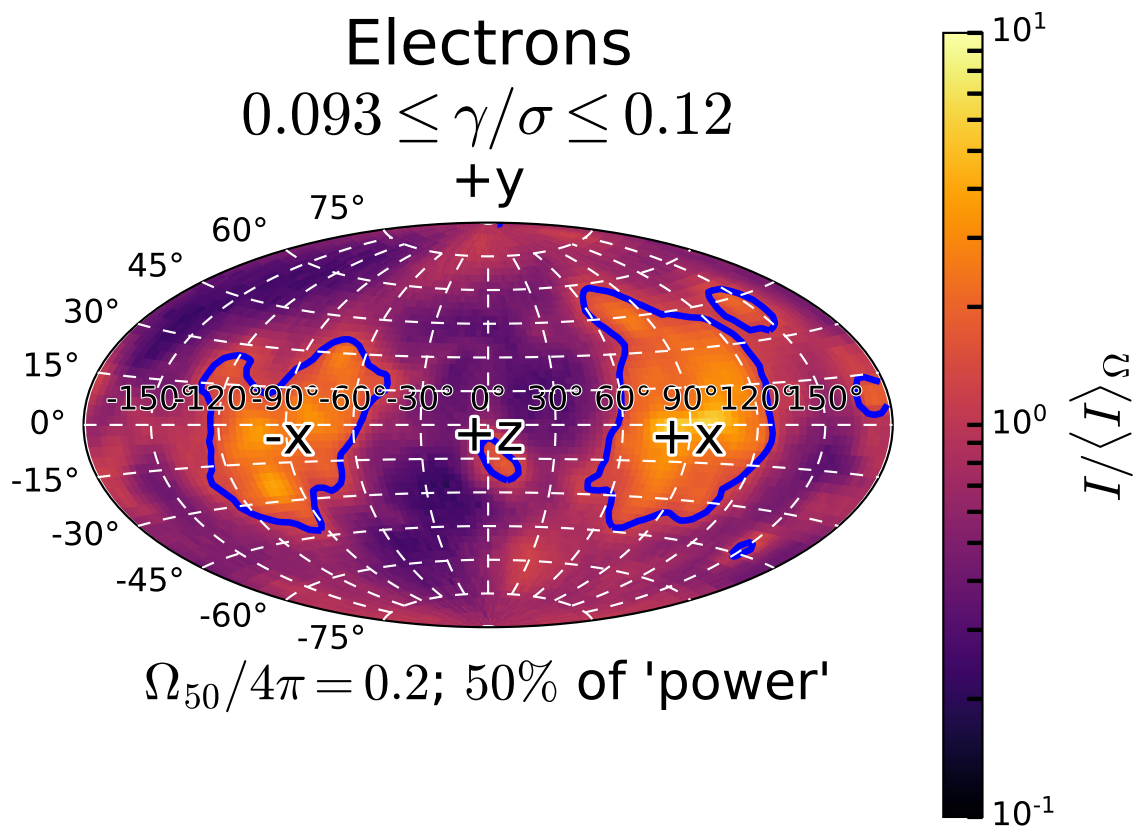 Electrons
0.093 ≤ γ/σ ≤ 0.12
+y
75°
60°
45°
30°
15°
0°
-15°
-30°
-45°
-60°
-75°
-150° -120° -90° -60° -30° 0° 30° 60° 90° 120° 150°
-x +z +x
Ω₅₀/4π = 0.2; 50% of 'power'
10¹
10⁰
10⁻¹
I/⟨I⟩_Ω